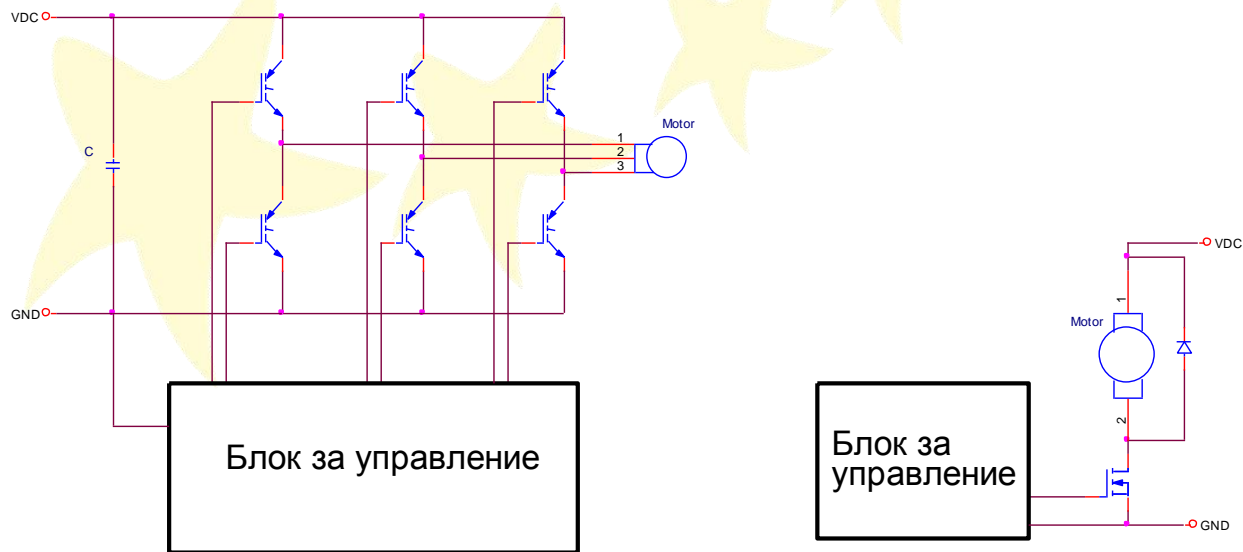 VDC
C
1
2
3
Motor
GND
Блок за управление
VDC
1
Motor
2
Блок за
управление
GND